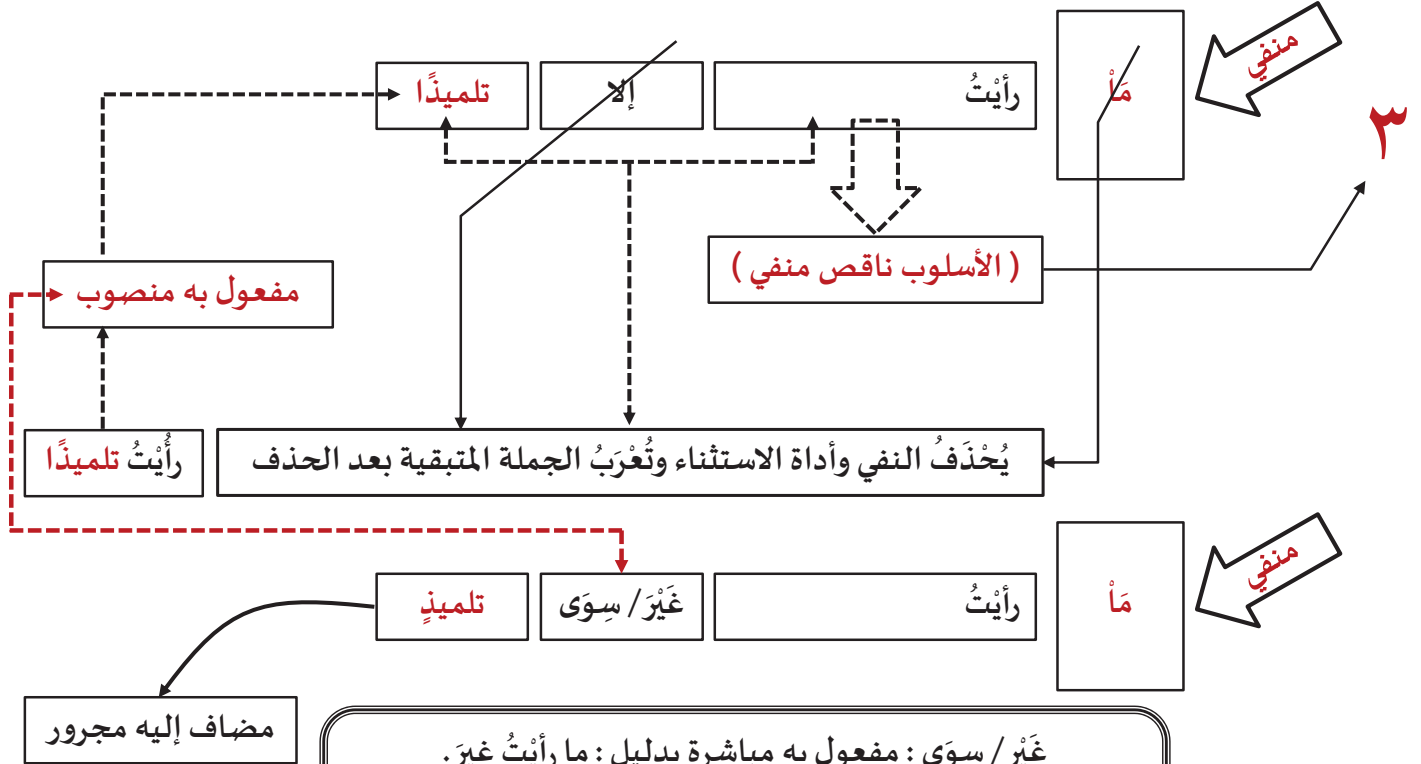 منفي
مَاْ رأيْتُ إلا تلميذًا
٣
( الأسلوب ناقص منفي )
مفعول به منصوب
يُحْذَفُ النفي وأداة الاستثناء وتُعْرَبُ الجملة المتبقية بعد الحذف
رأُيْتُ تلميذًا
منفي
مَاْ رأيْتُ غَيْرَ / سِوَى تلميذٍ
مضاف إليه مجرور
غَيْر / سوَى : مفعول به مباشرة بدليل : ما رأيْتُ غيرَ .